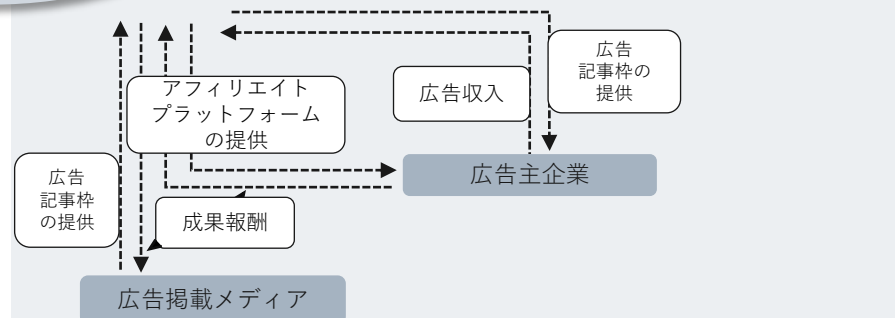 広告
記事枠の
提供
アフィリエイト
プラットフォーム
の提供
広告収入
広告主企業
広告
記事枠
の提供
成果報酬
広告掲載メディア